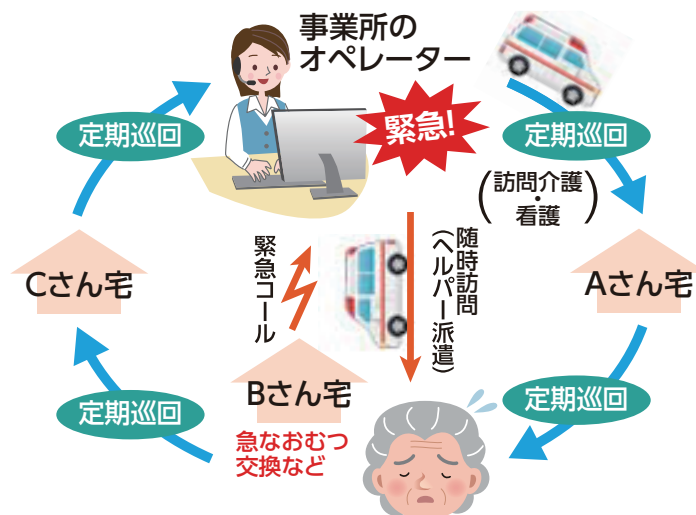 事業所の
オペレーター
緊急!
定期巡回
定期巡回
(訪問介護・看護)
Cさん宅
緊急コール
随時訪問
(ヘルパー派遣)
Aさん宅
Bさん宅
急なおむつ
交換など
定期巡回
定期巡回